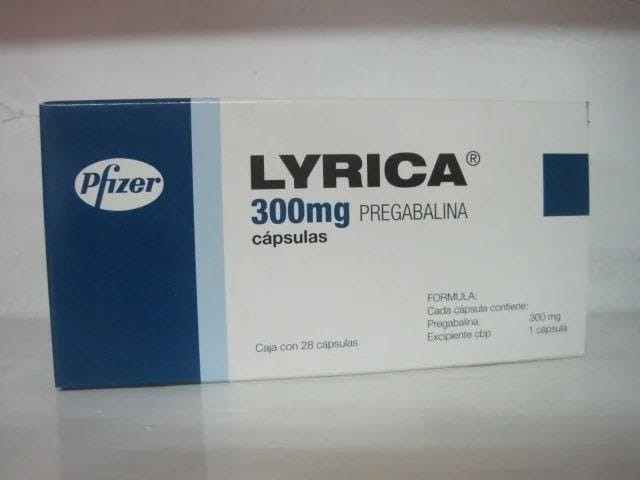 Pfizer
LYRICA®
300mg PREGABALINA
cápsulas
FORMULA:
Cada cápsula contiene:
Pregabalina 300 mg
Excipiente cbp 1 cápsula
Caja con 28 cápsulas